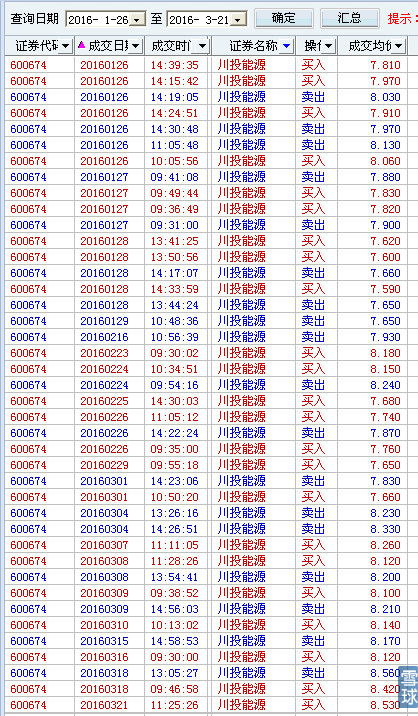 查询日期 2016- 1-26 至 2016- 3-21 确定 汇总 提示:
证券代码 成交日期 成交时间 证券名称 操作 成交均价
600674 20160126 14:39:35 川投能源 买入 7.810
600674 20160126 14:15:42 川投能源 买入 7.970
600674 20160126 14:19:05 川投能源 卖出 8.030
600674 20160126 14:24:51 川投能源 买入 7.910
600674 20160126 14:30:48 川投能源 卖出 7.970
600674 20160126 11:05:48 川投能源 卖出 8.130
600674 20160126 10:05:56 川投能源 买入 8.060
600674 20160127 09:41:08 川投能源 卖出 7.880
600674 20160127 09:49:44 川投能源 买入 7.830
600674 20160127 09:36:49 川投能源 买入 7.820
600674 20160127 09:31:00 川投能源 卖出 7.900
600674 20160128 13:41:25 川投能源 买入 7.620
600674 20160128 13:50:56 川投能源 买入 7.600
600674 20160128 14:17:07 川投能源 卖出 7.660
600674 20160128 14:33:59 川投能源 买入 7.590
600674 20160128 13:44:24 川投能源 卖出 7.650
600674 20160129 10:48:36 川投能源 卖出 7.650
600674 20160216 10:56:39 川投能源 卖出 7.930
600674 20160223 09:30:02 川投能源 买入 8.180
600674 20160224 10:34:51 川投能源 买入 8.150
600674 20160224 09:54:16 川投能源 卖出 8.240
600674 20160225 14:30:03 川投能源 买入 7.680
600674 20160226 11:05:12 川投能源 买入 7.740
600674 20160226 14:22:24 川投能源 卖出 7.870
600674 20160226 09:35:00 川投能源 买入 7.760
600674 20160229 09:55:18 川投能源 买入 7.650
600674 20160301 14:23:06 川投能源 卖出 7.830
600674 20160301 10:50:20 川投能源 买入 7.660
600674 20160304 13:26:16 川投能源 卖出 8.230
600674 20160304 14:26:51 川投能源 卖出 8.330
600674 20160307 11:11:05 川投能源 买入 8.260
600674 20160308 11:28:26 川投能源 买入 8.120
600674 20160308 13:54:41 川投能源 卖出 8.200
600674 20160309 09:38:52 川投能源 买入 8.100
600674 20160309 14:56:03 川投能源 卖出 8.210
600674 20160310 10:13:02 川投能源 买入 8.140
600674 20160315 14:58:53 川投能源 卖出 8.170
600674 20160316 09:30:00 川投能源 买入 8.120
600674 20160318 13:05:27 川投能源 卖出 8.560
600674 20160318 09:46:58 川投能源 买入 8.420
600674 20160321 11:25:26 川投能源 买入 8.530
雪球